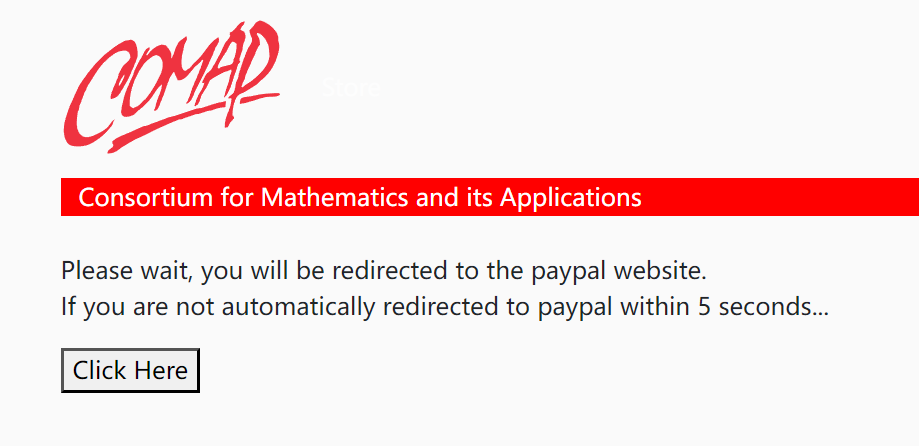 COMAP
Store
Consortium for Mathematics and its Applications
Please wait, you will be redirected to the paypal website.
If you are not automatically redirected to paypal within 5 seconds...
Click Here